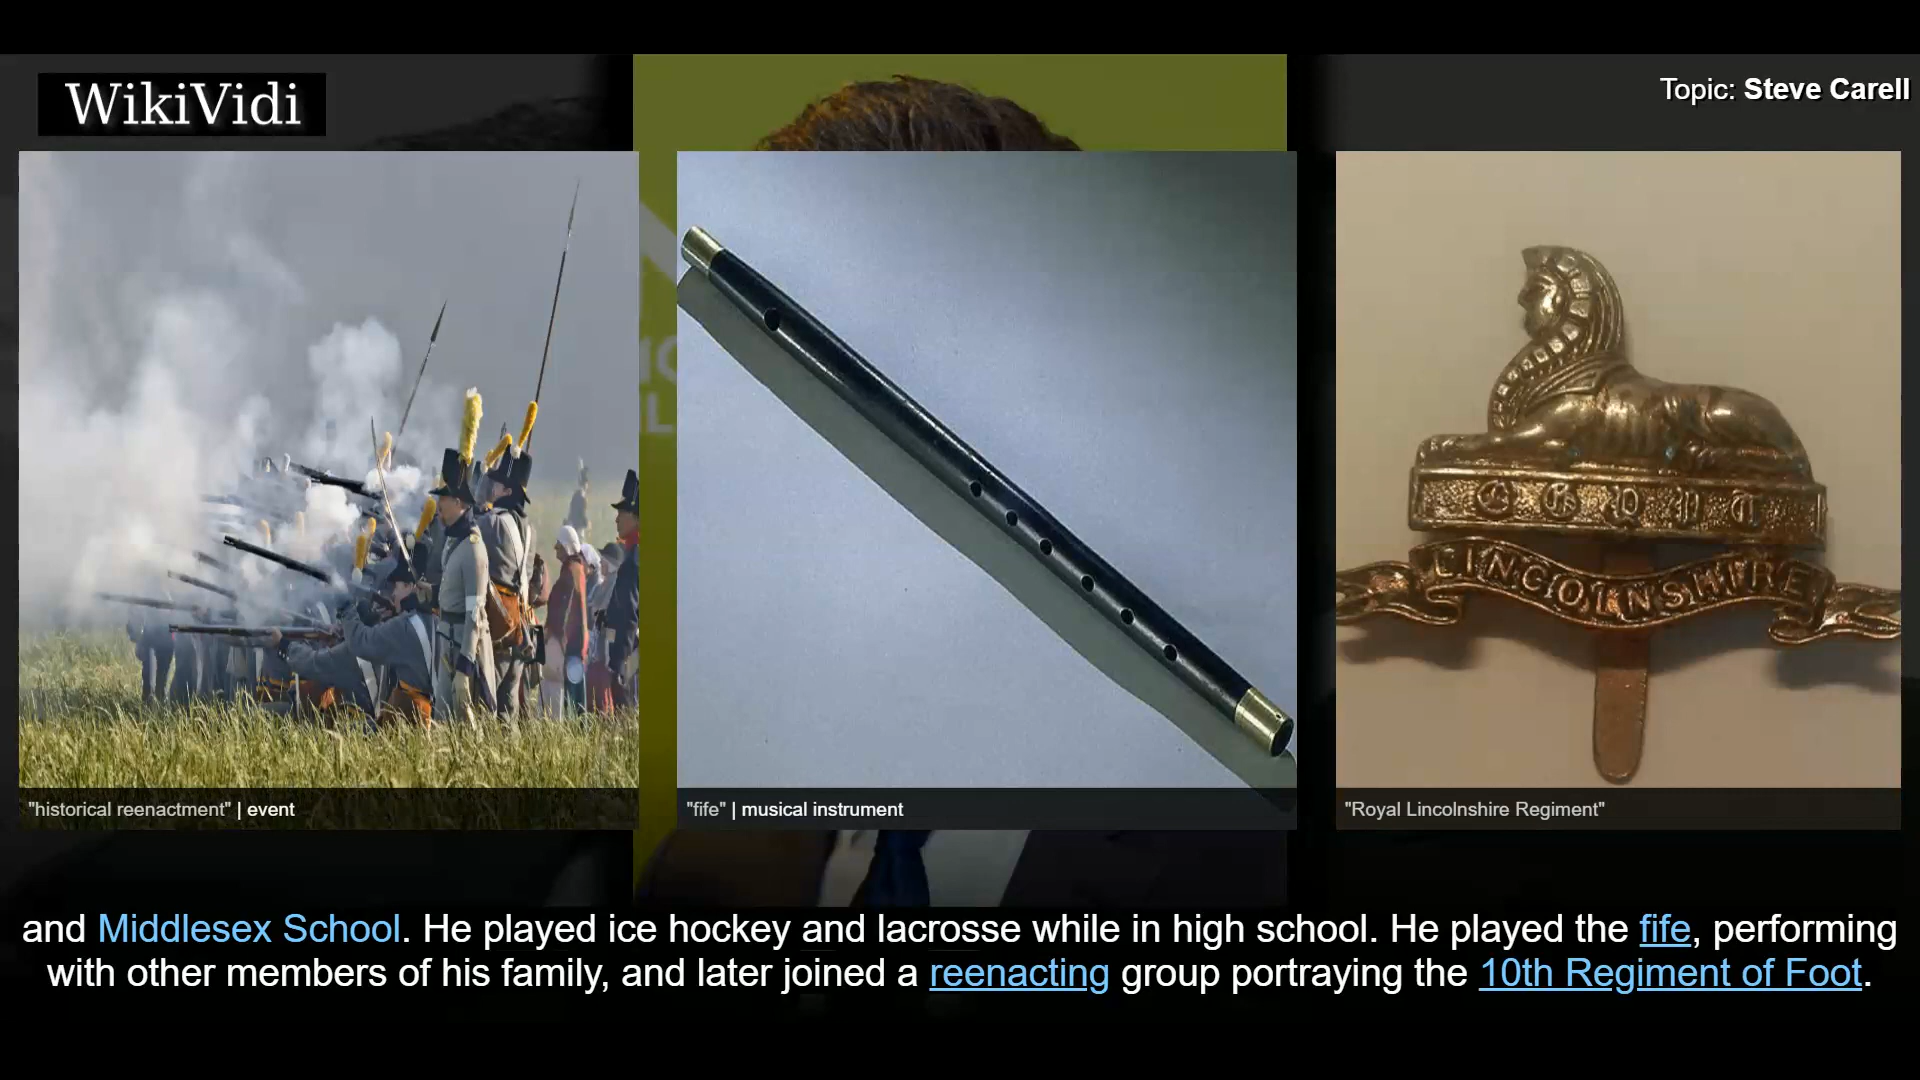 WikiVidi
Topic: Steve Carell
EGYPT
LINCOLNSHIRE
"historical reenactment" | event
"fife" | musical instrument
"Royal Lincolnshire Regiment"
and Middlesex School. He played ice hockey and lacrosse while in high school. He played the fife, performing
with other members of his family, and later joined a reenacting group portraying the 10th Regiment of Foot.